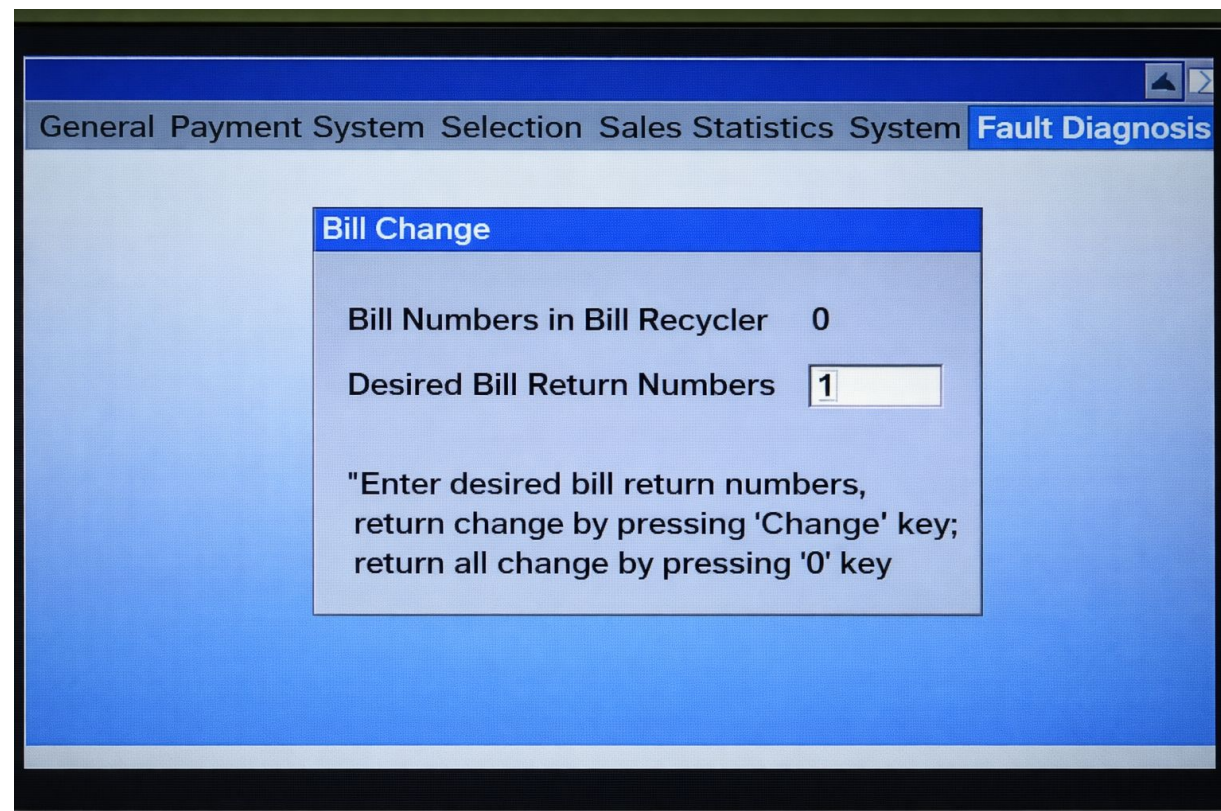 General Payment System Selection Sales Statistics System Fault Diagnosis
Bill Change
Bill Numbers in Bill Recycler 0
Desired Bill Return Numbers 1
"Enter desired bill return numbers,
return change by pressing 'Change' key;
return all change by pressing '0' key